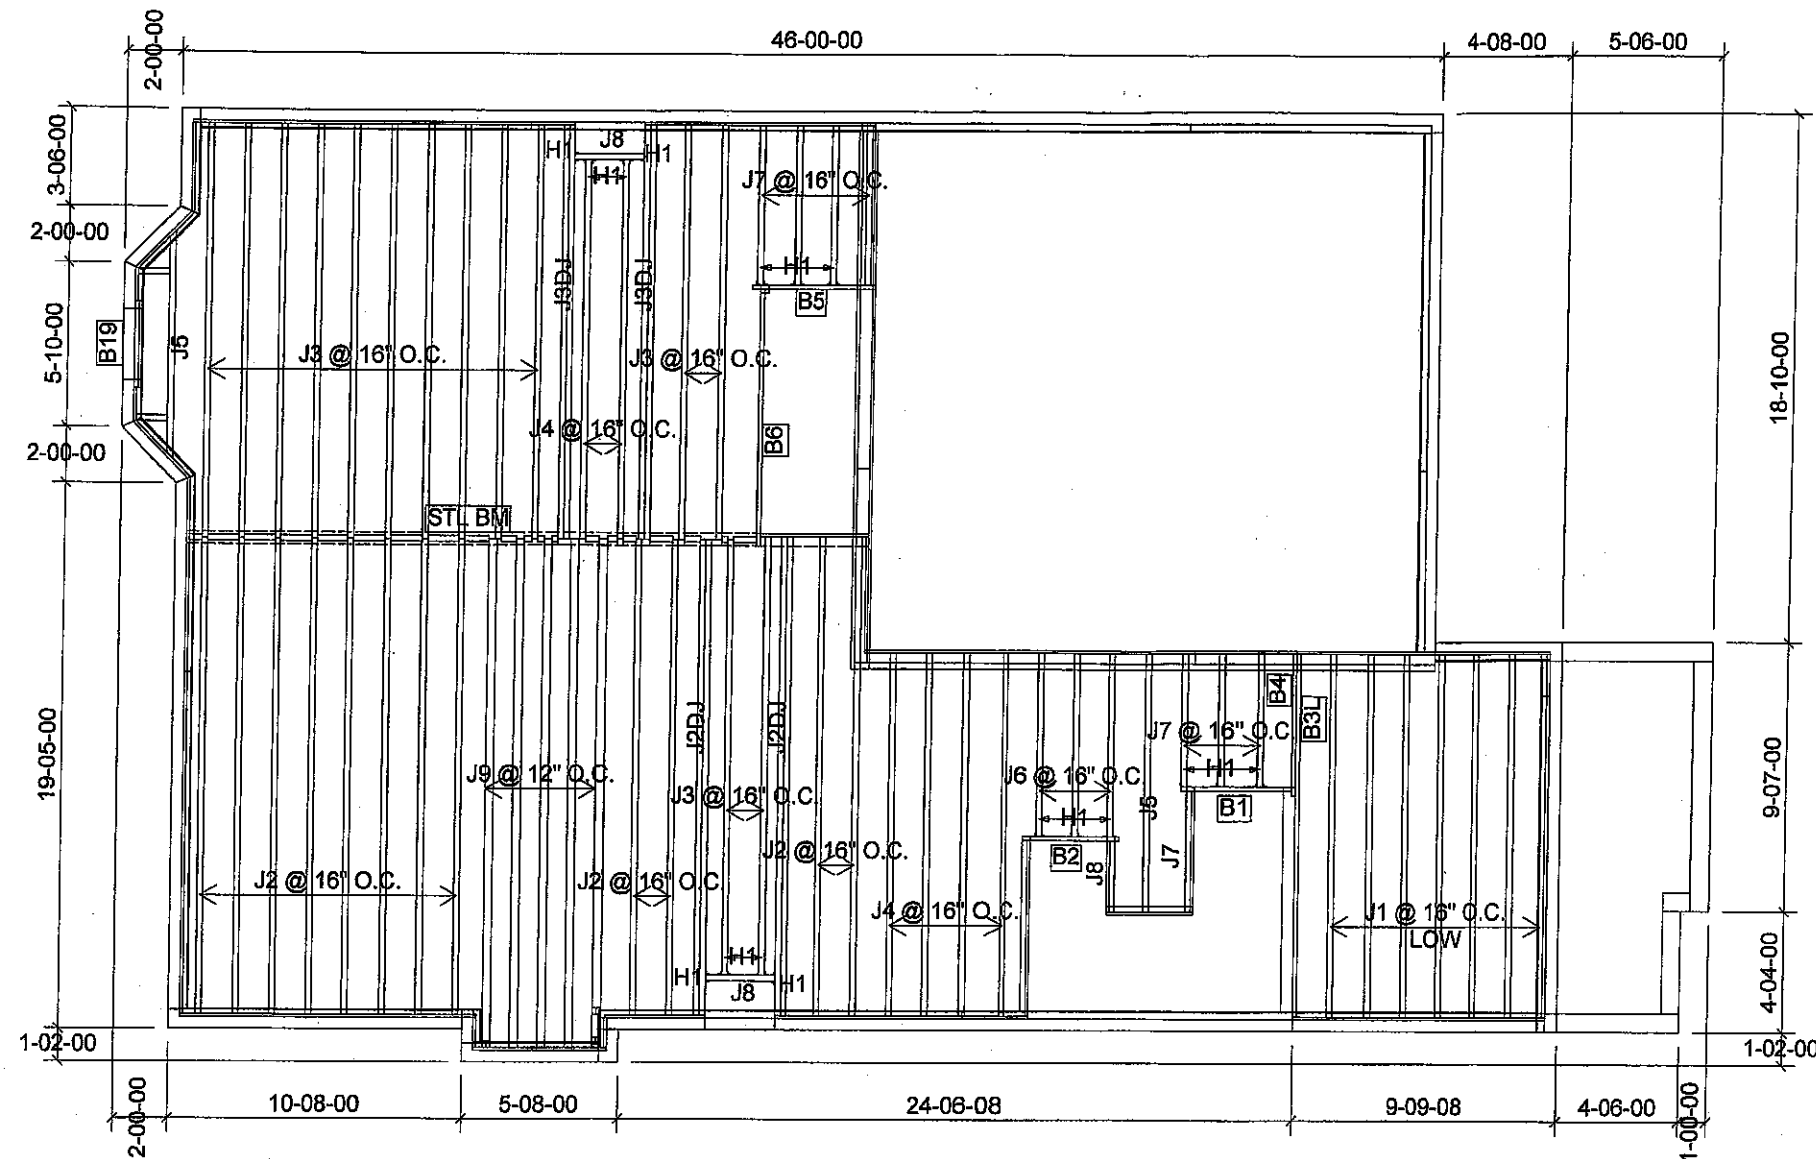 2-00-00
46-00-00
4-08-00
5-06-00
3-06-00
H1
J8
H1
H1
J7 @ 16" O.C.
2-00-00
J3DJ
J3DJ
H1
B5
5-10-00
B19
J5
J3 @ 16" O.C.
J3 @ 16" O.C.
18-10-00
J4 @ 16" O.C.
B6
2-00-00
STL BM
B4
B3L
J2DJ
J2DJ
J7 @ 16" O.C.
19-05-00
J9 @ 12" O.C.
J6 @ 16" O.C.
H1
9-07-00
J3 @ 16" O.C.
J5
B1
H1
J2 @ 16" O.C.
B2
J8
J7
J2 @ 16" O.C.
J2 @ 16" O.C.
J4 @ 16" O.C.
J1 @ 16" O.C.
LOW
H1
H1
H1
J8
4-04-00
1-02-00
1-02-00
2-00-00
10-08-00
5-08-00
24-06-08
9-09-08
4-06-00
1-00-00